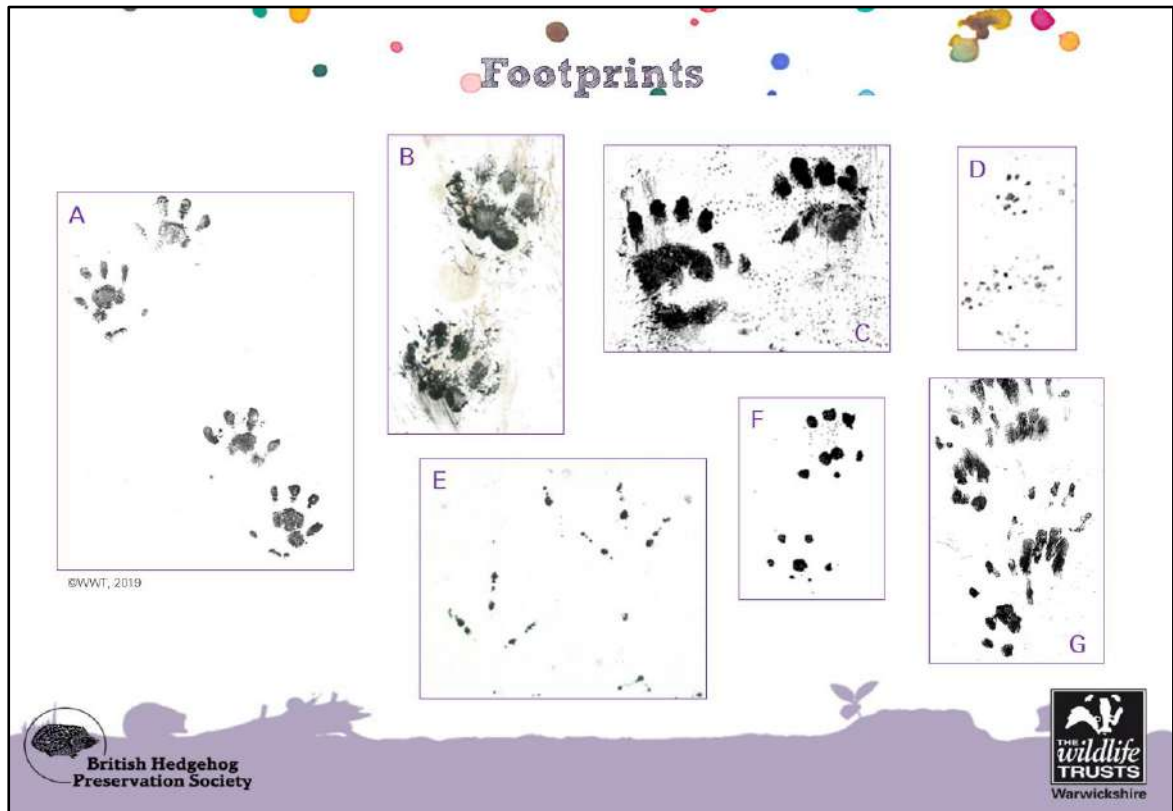 Footprints
A
B
C
D
E
F
G
©WWT, 2019
British Hedgehog
Preservation Society
THE
wildlife
TRUSTS
Warwickshire